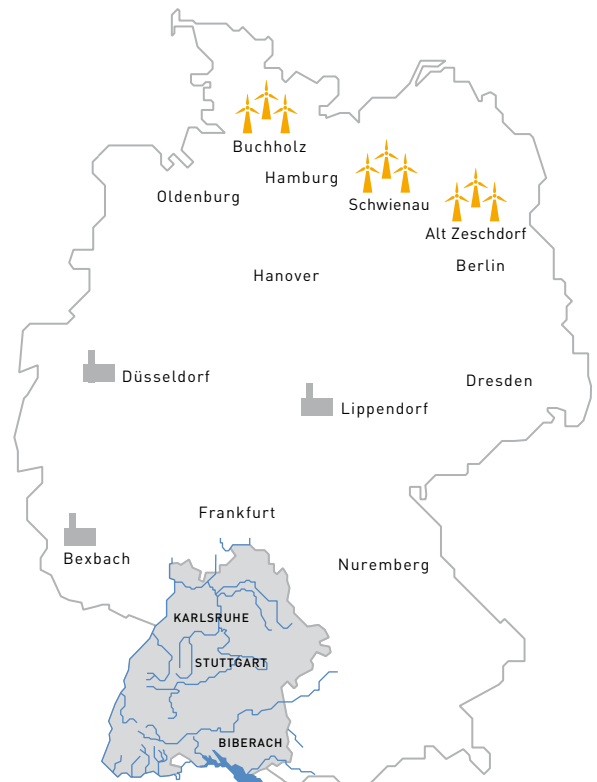 Buchholz
Hamburg
Oldenburg
Schwienau
Alt Zeschdorf
Berlin
Hanover
Düsseldorf
Dresden
Lippendorf
Frankfurt
Bexbach
Nuremberg
KARLSRUHE
STUTTGART
BIBERACH